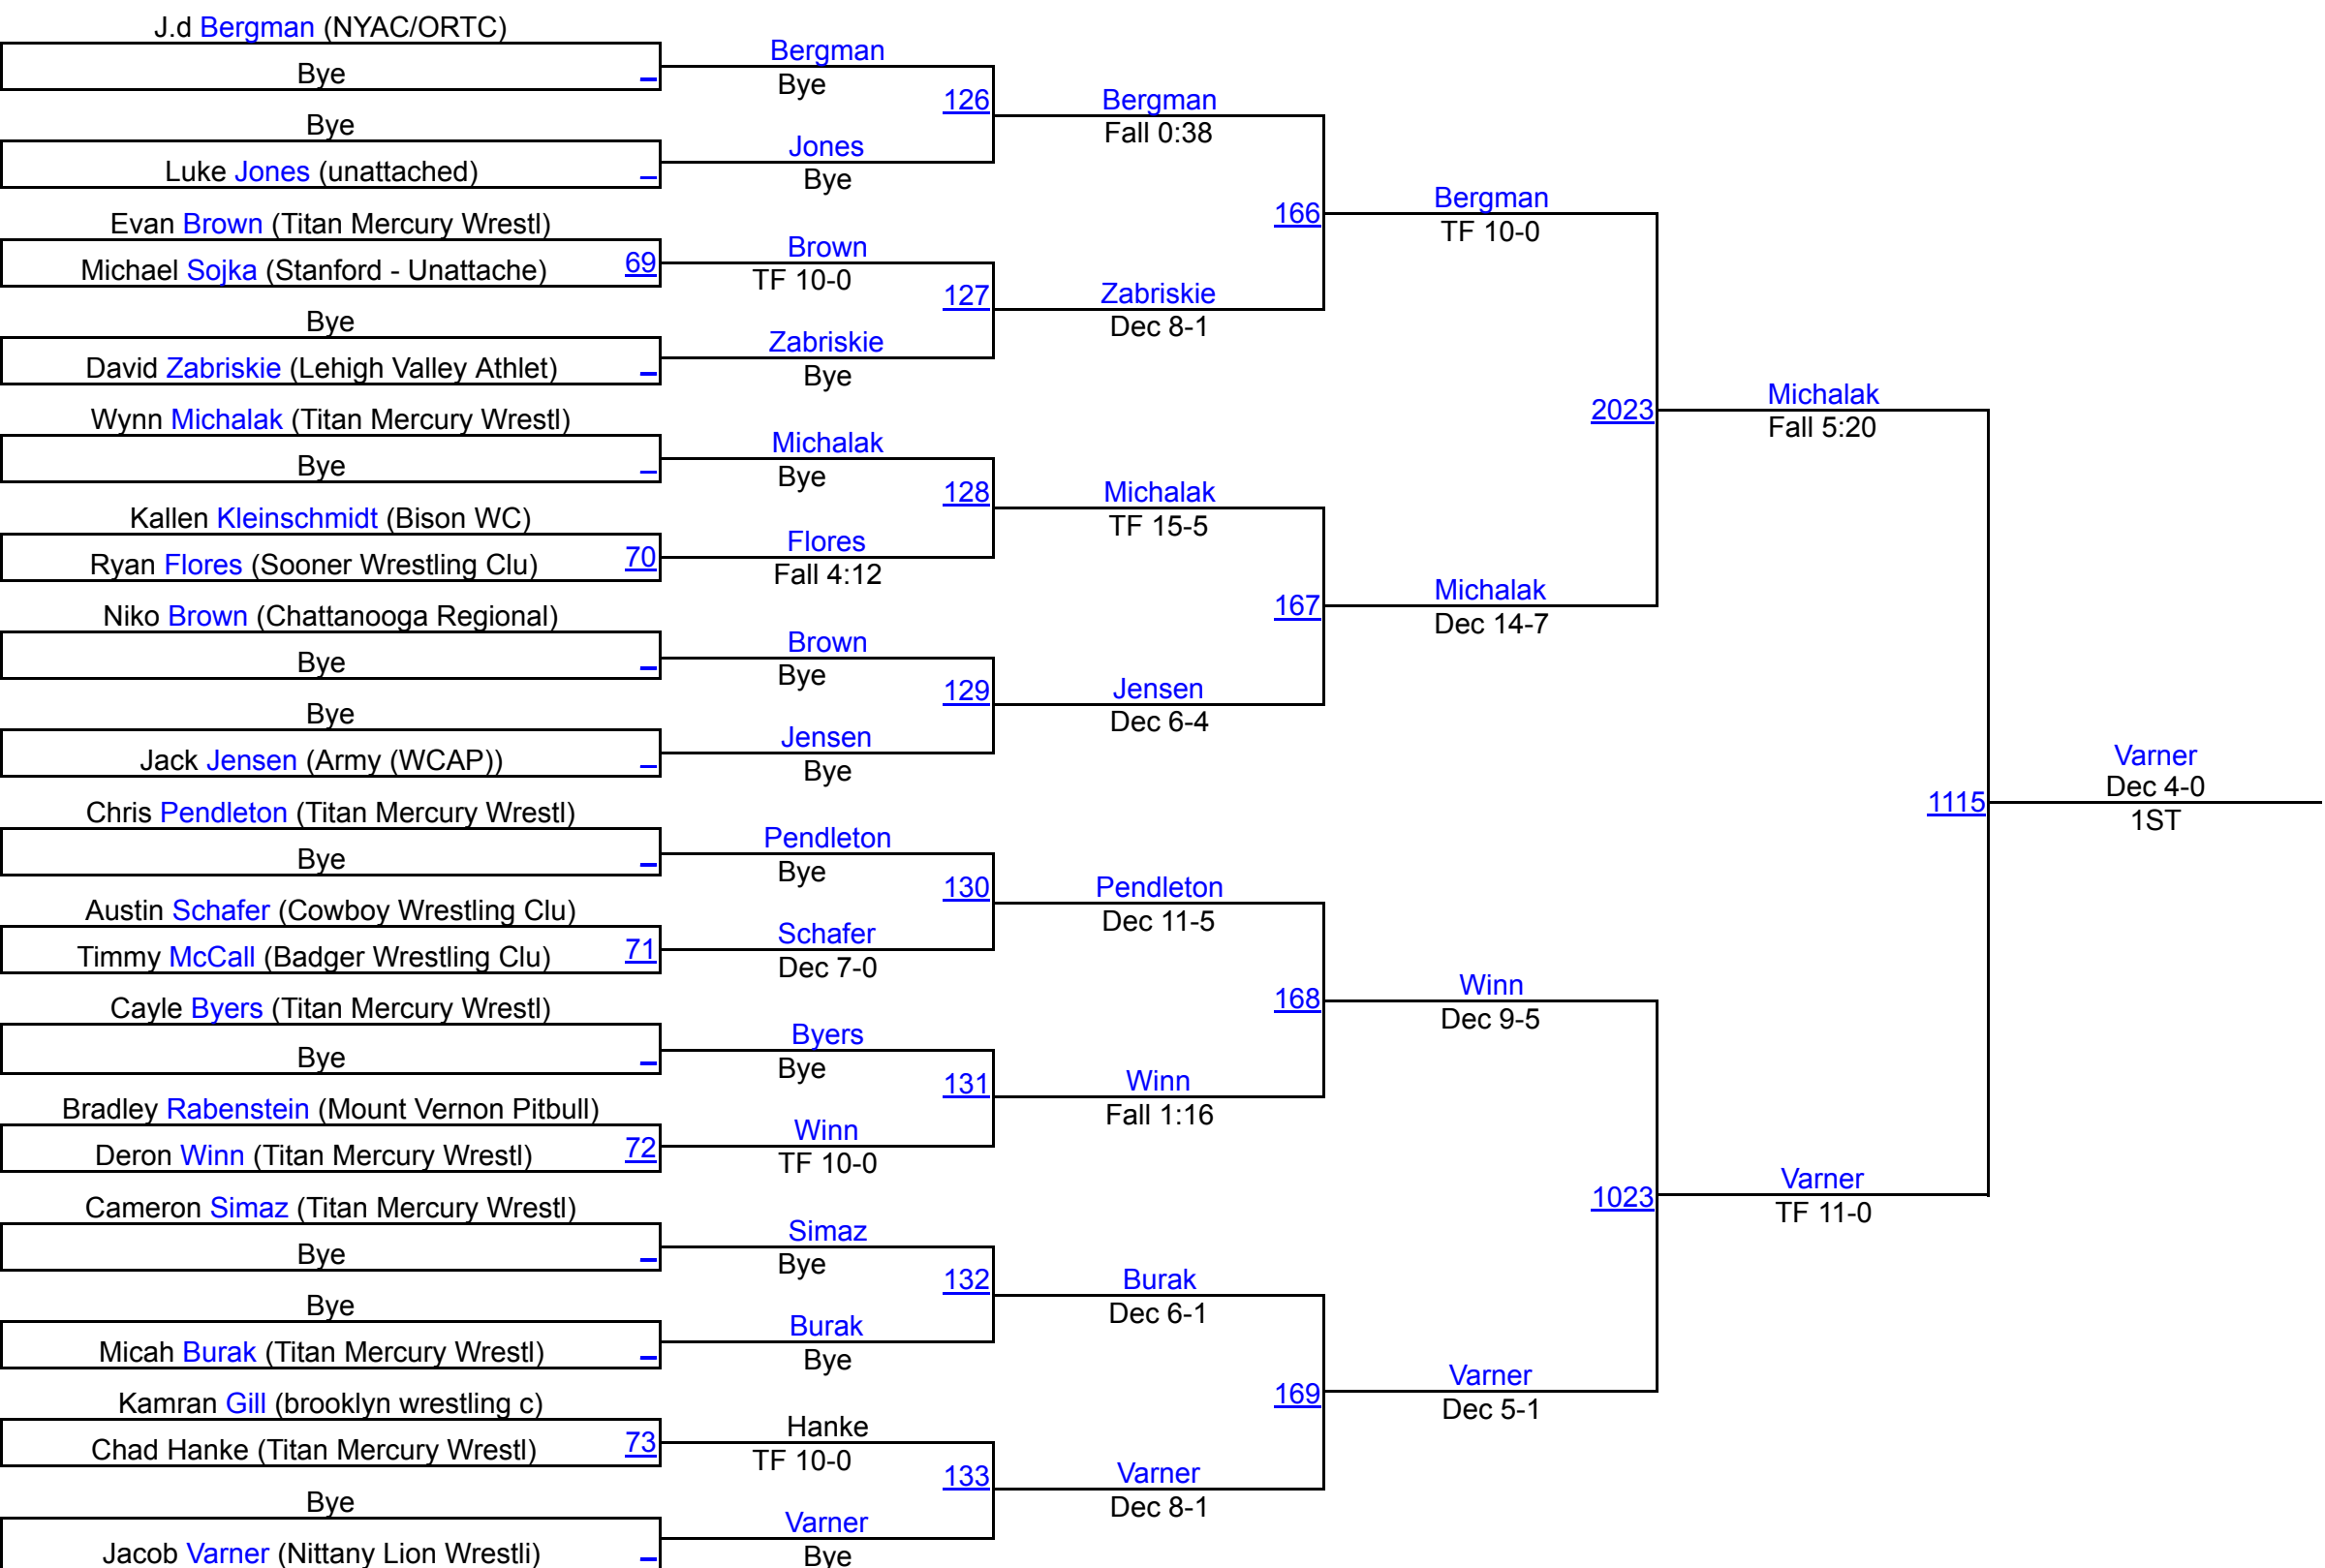 J.d Bergman (NYAC/ORTC)
Bye
–
Bye
Luke Jones (unattached)
–
Evan Brown (Titan Mercury Wrestl)
Michael Sojka (Stanford - Unattache)
69
Bye
David Zabriskie (Lehigh Valley Athlet)
–
Wynn Michalak (Titan Mercury Wrestl)
Bye
–
Kallen Kleinschmidt (Bison WC)
Ryan Flores (Sooner Wrestling Clu)
70
Niko Brown (Chattanooga Regional)
Bye
–
Bye
Jack Jensen (Army (WCAP))
–
Chris Pendleton (Titan Mercury Wrestl)
Bye
–
Austin Schafer (Cowboy Wrestling Clu)
Timmy McCall (Badger Wrestling Clu)
71
Cayle Byers (Titan Mercury Wrestl)
Bye
–
Bradley Rabenstein (Mount Vernon Pitbull)
Deron Winn (Titan Mercury Wrestl)
72
Cameron Simaz (Titan Mercury Wrestl)
Bye
–
Bye
Micah Burak (Titan Mercury Wrestl)
–
Kamran Gill (brooklyn wrestling c)
Chad Hanke (Titan Mercury Wrestl)
73
Bye
Jacob Varner (Nittany Lion Wrestli)
–
Bergman
Bye
126
Jones
Bye
Brown
TF 10-0
127
Zabriskie
Bye
Michalak
Bye
128
Flores
Fall 4:12
Brown
Bye
129
Jensen
Bye
Pendleton
Bye
130
Schafer
Dec 7-0
Byers
Bye
131
Winn
TF 10-0
Simaz
Bye
132
Burak
Bye
Hanke
TF 10-0
133
Varner
Bye
Bergman
Fall 0:38
166
Zabriskie
Dec 8-1
Michalak
TF 15-5
167
Jensen
Dec 6-4
Pendleton
Dec 11-5
168
Winn
Fall 1:16
Burak
Dec 6-1
169
Varner
Dec 8-1
Bergman
TF 10-0
2023
Michalak
Dec 14-7
Winn
Dec 9-5
1023
Varner
Dec 5-1
Michalak
Fall 5:20
1115
Varner
TF 11-0
Varner
Dec 4-0
1ST